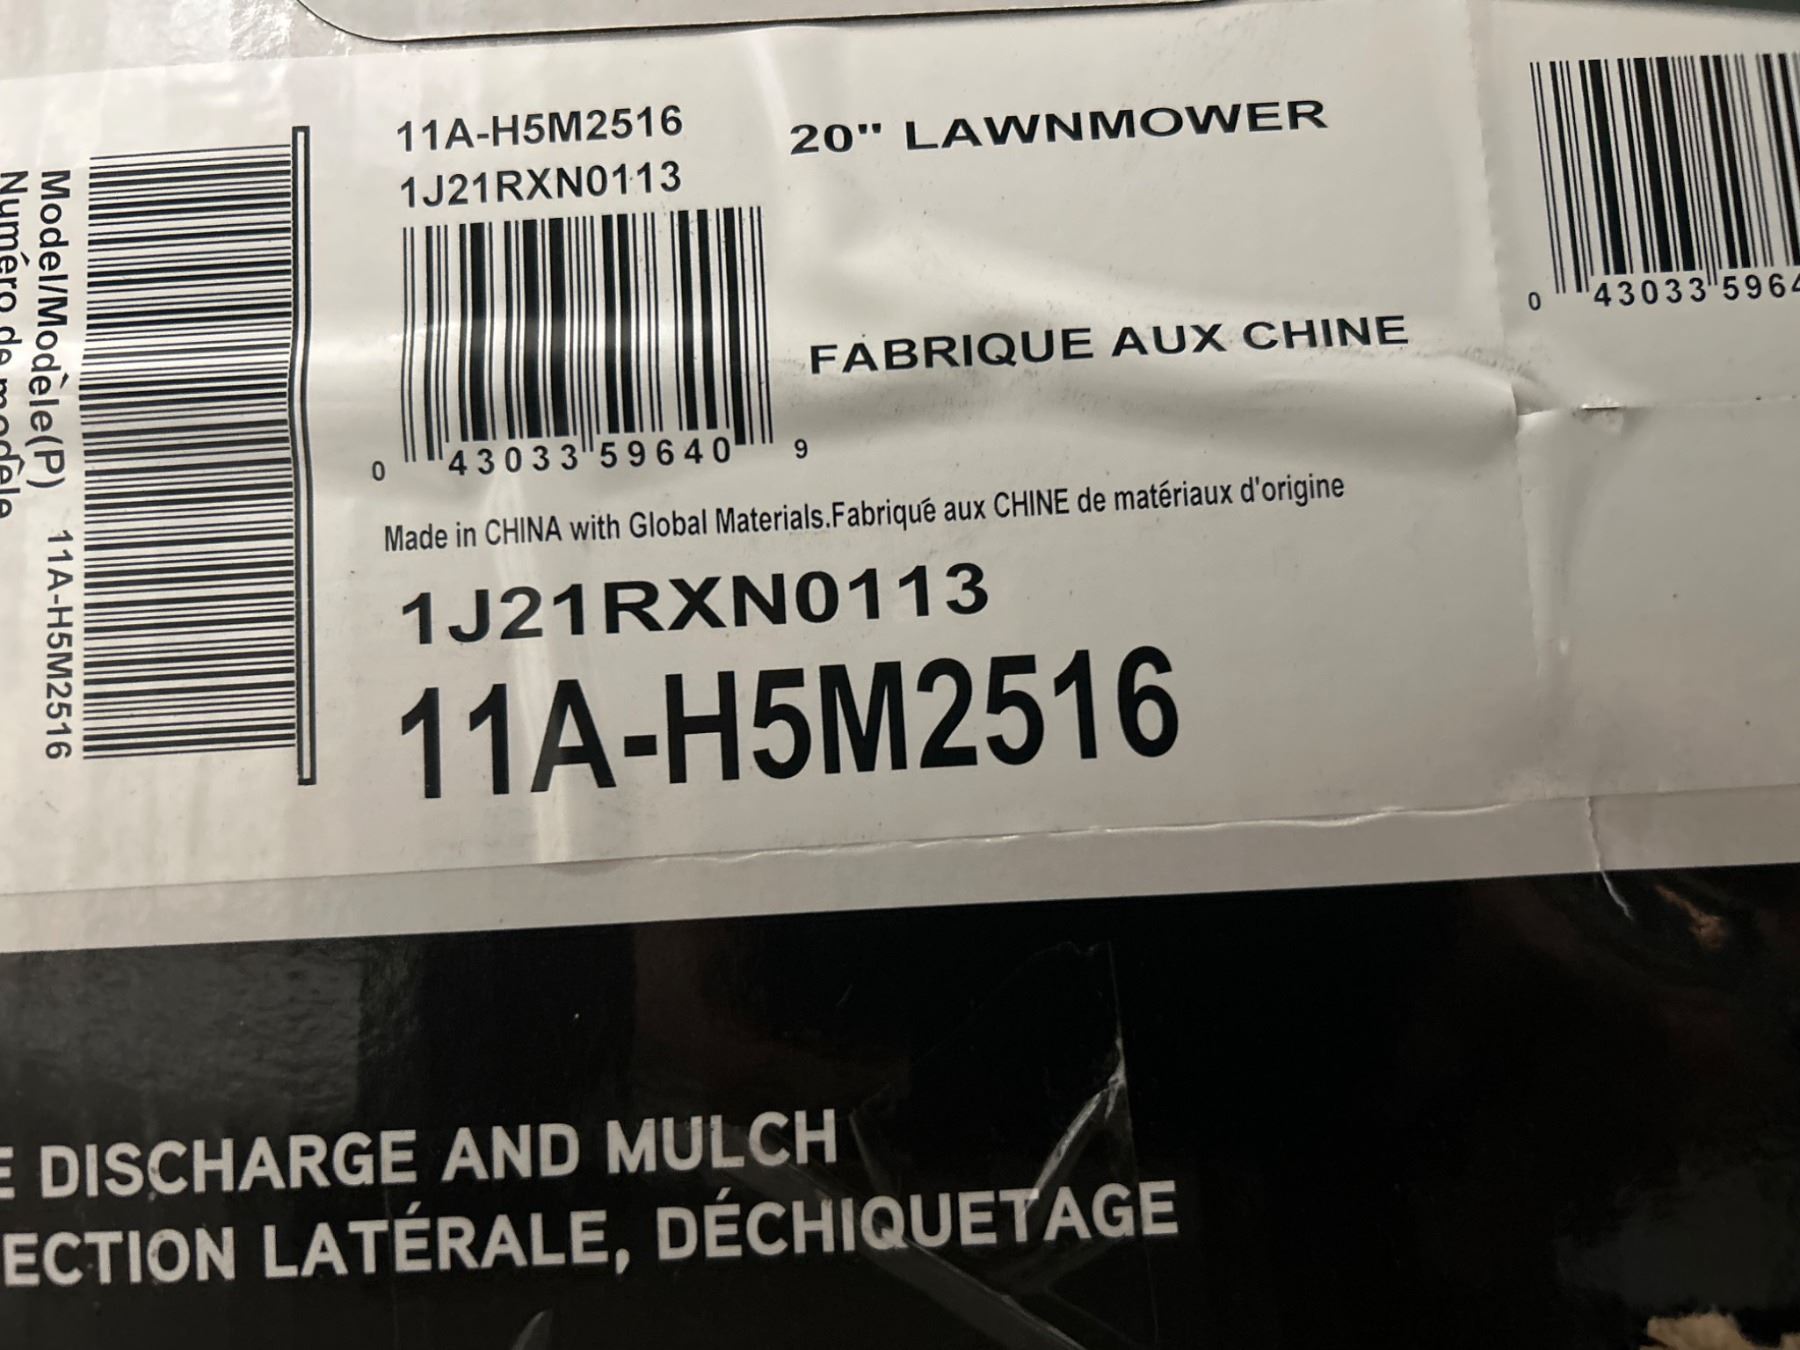 11A-H5M2516
1J21RXN0113
20" LAWNMOWER
0 43033 59640 9
FABRIQUE AUX CHINE
Made in CHINA with Global Materials.Fabriqué aux CHINE de matériaux d'origine
1J21RXN0113
11A-H5M2516
Model/Modèle(P) 11A-H5M2516
Numéro de modèle
0 43033 5964
E DISCHARGE AND MULCH
ECTION LATÉRALE, DÉCHIQUETAGE